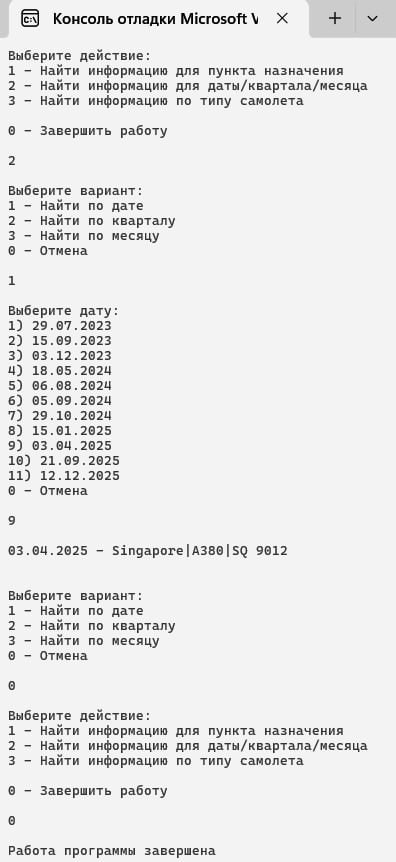 Консоль отладки Microsoft V
Выберите действие:
1 – Найти информацию для пункта назначения
2 – Найти информацию для даты/квартала/месяца
3 – Найти информацию по типу самолета
0 – Завершить работу
2
Выберите вариант:
1 – Найти по дате
2 – Найти по кварталу
3 – Найти по месяцу
0 – Отмена
1
Выберите дату:
1) 29.07.2023
2) 15.09.2023
3) 03.12.2023
4) 18.05.2024
5) 06.08.2024
6) 05.09.2024
7) 29.10.2024
8) 15.01.2025
9) 03.04.2025
10) 21.09.2025
11) 12.12.2025
0 – Отмена
9
03.04.2025 – Singapore|A380|SQ 9012
Выберите вариант:
1 – Найти по дате
2 – Найти по кварталу
3 – Найти по месяцу
0 – Отмена
0
Выберите действие:
1 – Найти информацию для пункта назначения
2 – Найти информацию для даты/квартала/месяца
3 – Найти информацию по типу самолета
0 – Завершить работу
0
Работа программы завершена